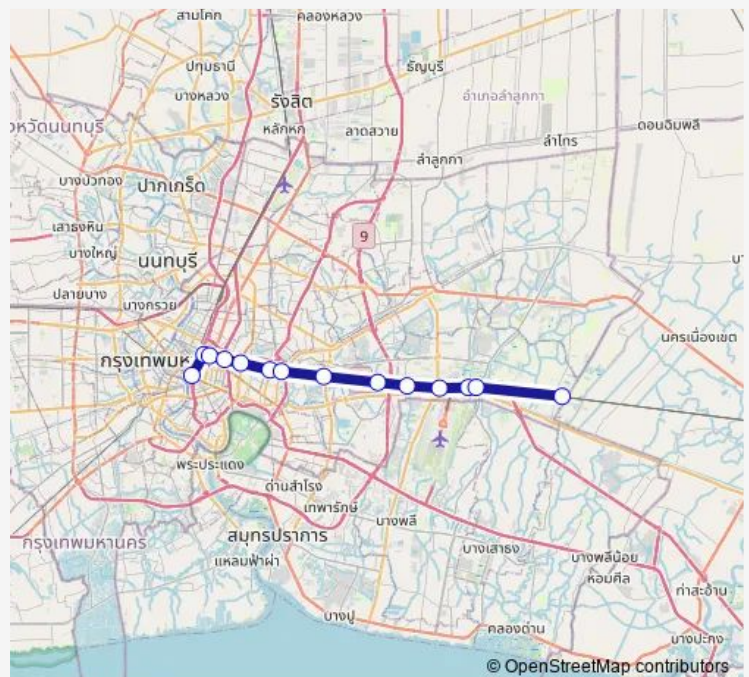 สามโคก
คลองหลวง
ปทุมธานี
ธัญบุรี
บางหลวง
รังสิต
อำเภอลำลูกกา
หลักหก
ลาดสวาย
ดอนฉิมพลี
ังหวัดนนทบุรี
ลำไทร
ลำลูกกา
บางบัวทอง
ปากเกร็ด
เสาธงหิน
9
บางใหญ่
นนทบุรี
ปลายบาง
บางกรวย
นครเนื่องเขต
กรุงเทพมห
พระประแดง
ด่านสำโรง
เทพารักษ์
บางพลี
สมุทรปราการ
กรุงเทพมหานคร
แหลมฟ้าผ่า
บางเสาธง
บางพลีน้อย
หอมศีล
ท่าสะอ้าน
บางปู
คลองด่าน
บางปะกง
© OpenStreetMap contributors